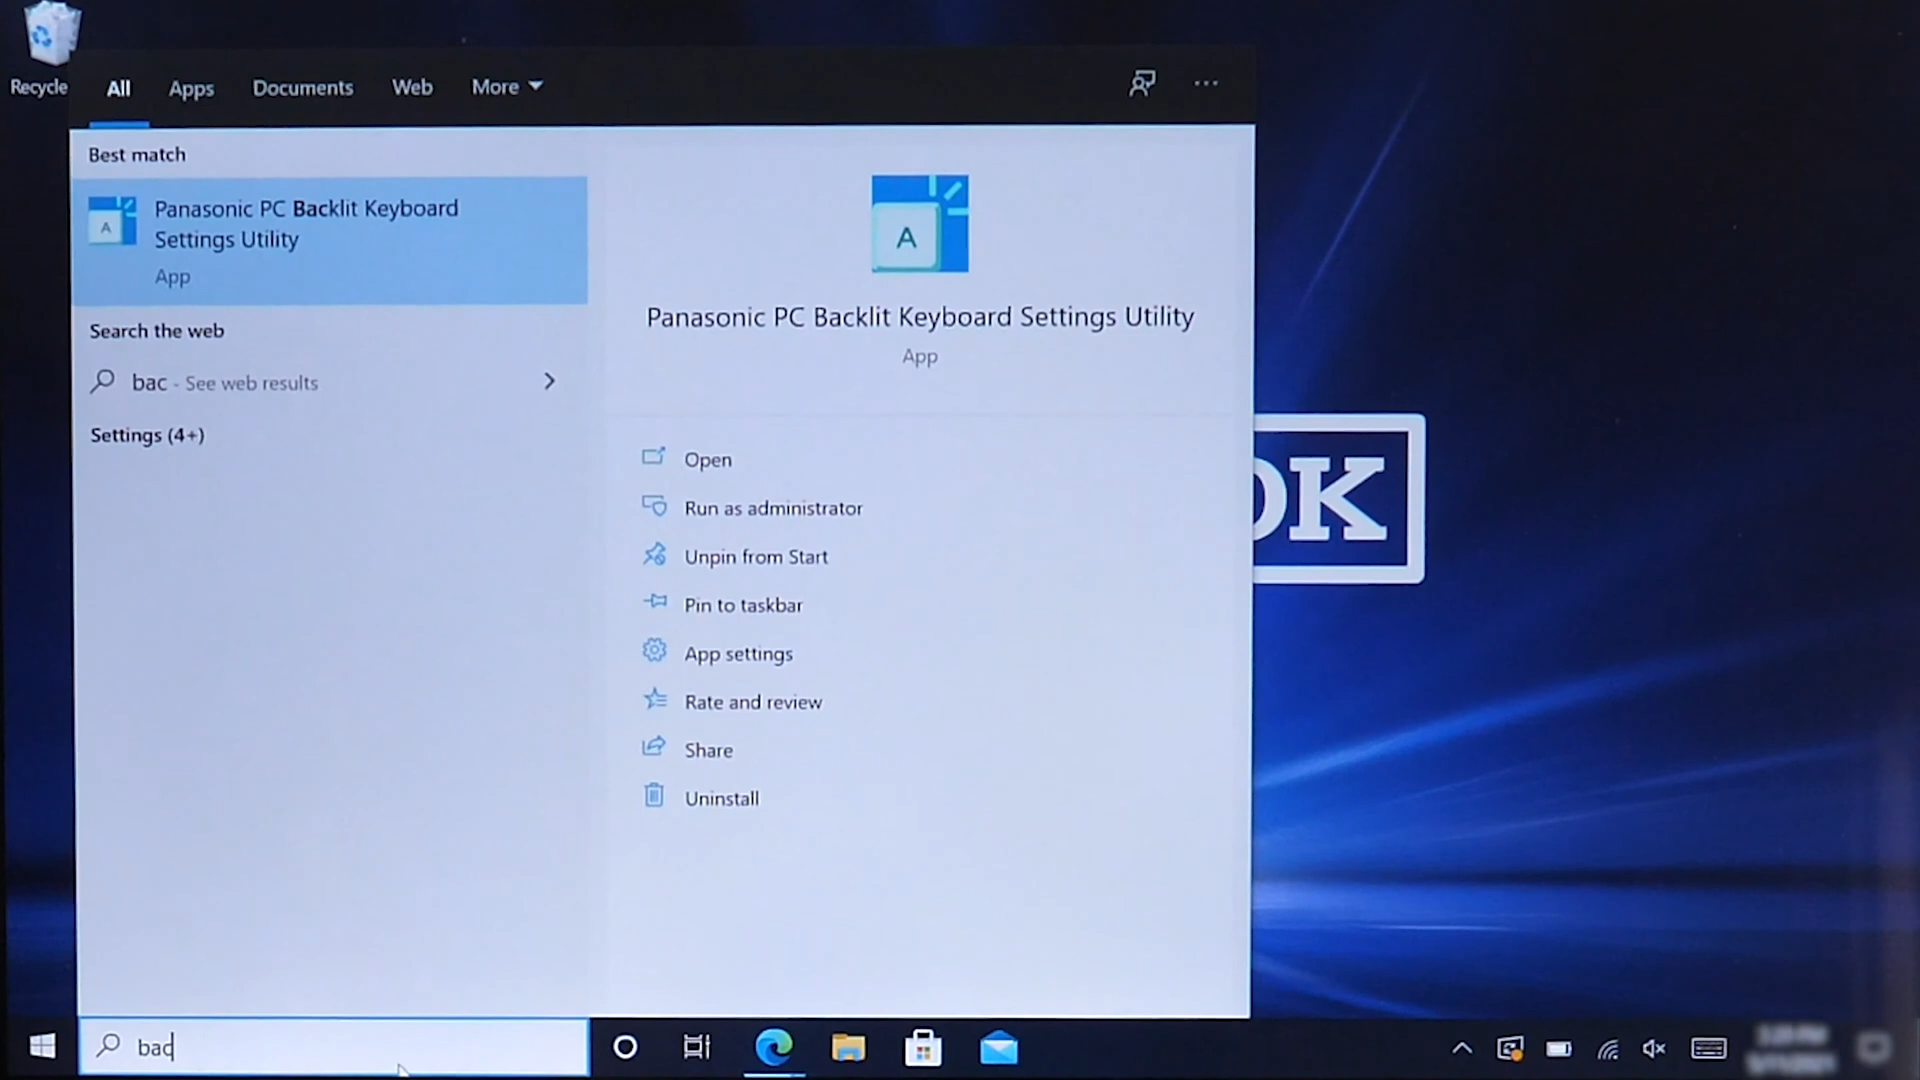 Recycle
All Apps Documents Web More
Best match
Panasonic PC Backlit Keyboard
Settings Utility
App
Search the web
bac - See web results
Settings (4+)
A
A
Panasonic PC Backlit Keyboard Settings Utility
App
Open
Run as administrator
Unpin from Start
Pin to taskbar
App settings
Rate and review
Share
Uninstall
OK
bac